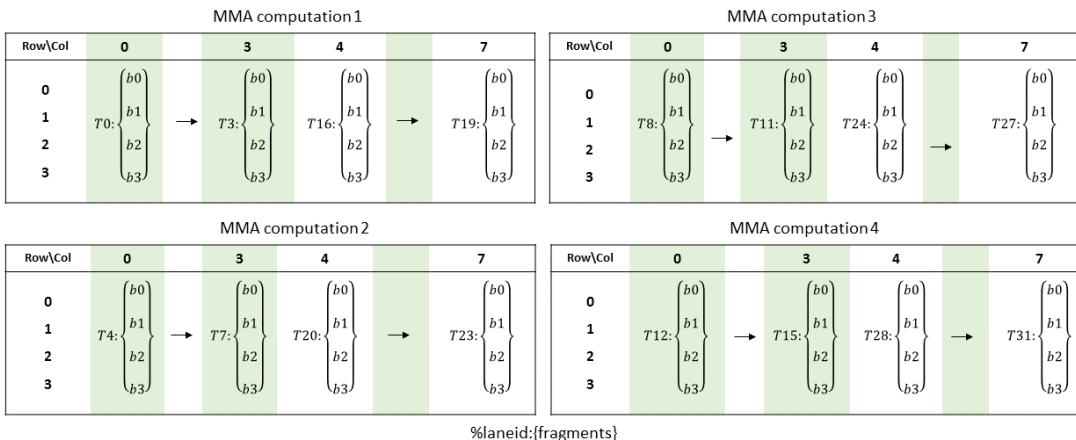 MMA computation 1
Row\Col 0 3 4 7
0
1
2
3
T0: {b0 b1 b2 b3} → T3: {b0 b1 b2 b3} T16: {b0 b1 b2 b3} → T19: {b0 b1 b2 b3}
MMA computation 3
Row\Col 0 3 4 7
0
1
2
3
T8: {b0 b1 b2 b3} → T11: {b0 b1 b2 b3} T24: {b0 b1 b2 b3} → T27: {b0 b1 b2 b3}
MMA computation 2
Row\Col 0 3 4 7
0
1
2
3
T4: {b0 b1 b2 b3} → T7: {b0 b1 b2 b3} T20: {b0 b1 b2 b3} → T23: {b0 b1 b2 b3}
MMA computation 4
Row\Col 0 3 4 7
0
1
2
3
T12: {b0 b1 b2 b3} → T15: {b0 b1 b2 b3} T28: {b0 b1 b2 b3} → T31: {b0 b1 b2 b3}
%laneid:{fragments}